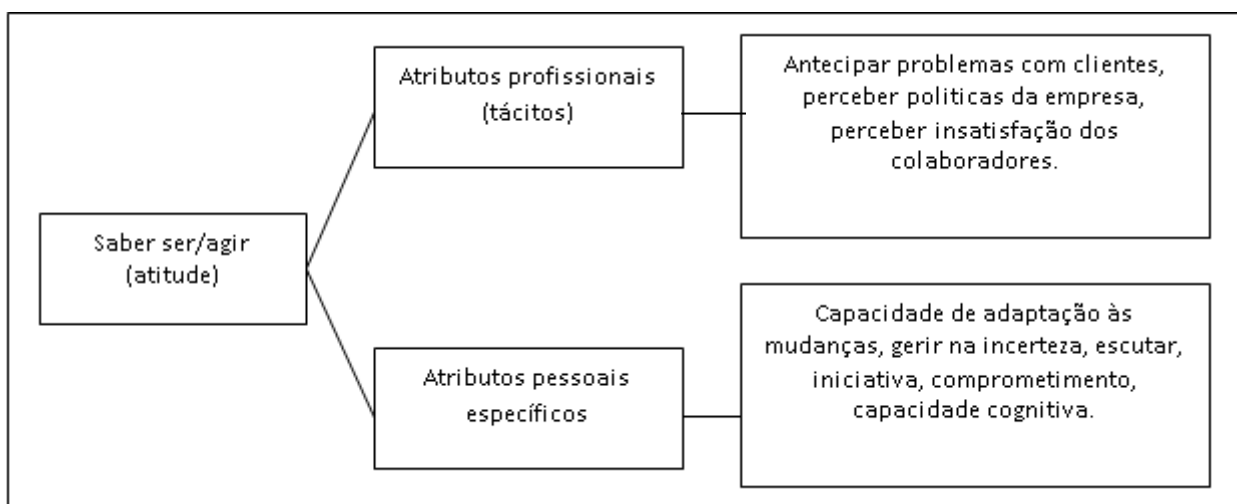 Saber ser/agir
(atitude)
Atributos profissionais
(tácitos)
Antecipar problemas com clientes,
perceber politicas da empresa,
perceber insatisfação dos
colaboradores.
Atributos pessoais
específicos
Capacidade de adaptação às
mudanças, gerir na incerteza, escutar,
iniciativa, comprometimento,
capacidade cognitiva.